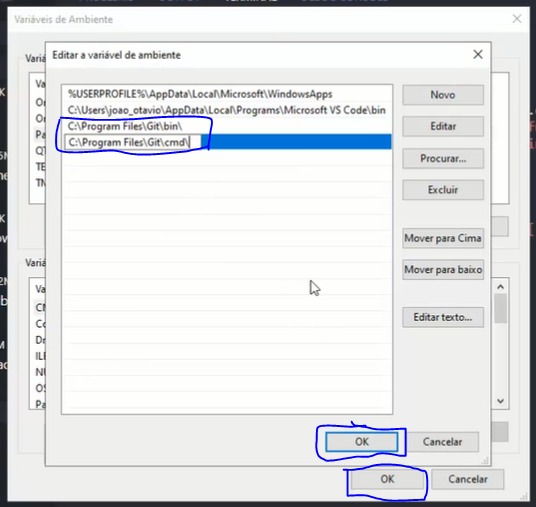 Variáveis de Ambiente
Editar a variável de ambiente
%USERPROFILE%\AppData\Local\Microsoft\WindowsApps
C:\Users\joao_otavio\AppData\Local\Programs\Microsoft VS Code\bin
C:\Program Files\Git\bin\
C:\Program Files\Git\cmd\
Novo
Editar
Procurar...
Excluir
Mover para Cima
Mover para baixo
Editar texto...
OK
Cancelar
OK
Cancelar